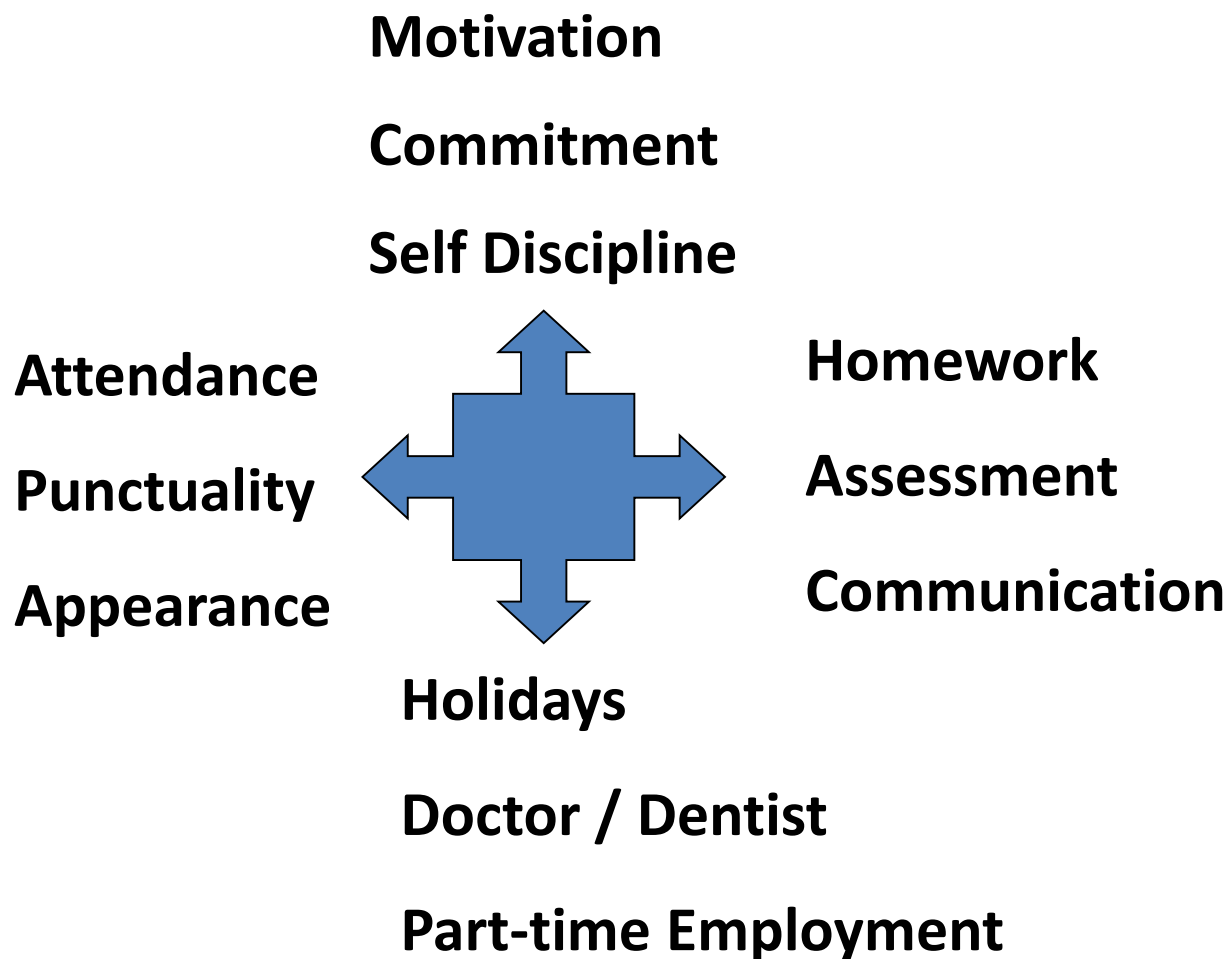 Motivation
Commitment
Self Discipline
Attendance
Punctuality
Appearance
Homework
Assessment
Communication
Holidays
Doctor / Dentist
Part-time Employment